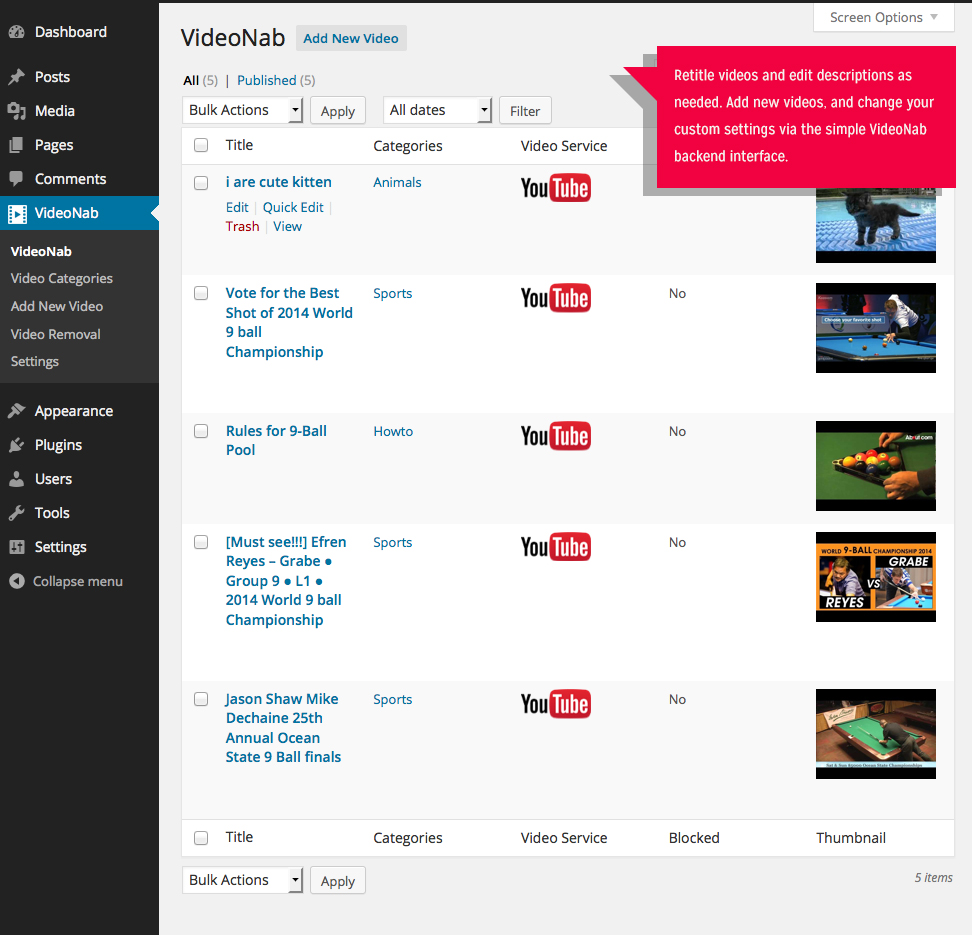 Screen Options
Dashboard
Posts
Media
Pages
Comments
VideoNab
VideoNab
Video Categories
Add New Video
Video Removal
Settings
Appearance
Plugins
Users
Tools
Settings
Collapse menu
VideoNab Add New Video
All (5) | Published (5)
Bulk Actions Apply All dates Filter
Retitle videos and edit descriptions as
needed. Add new videos, and change your
custom settings via the simple VideoNab
backend interface.
Title Categories Video Service
i are cute kitten Animals YouTube
Edit | Quick Edit |
Trash | View
Vote for the Best Sports YouTube No
Shot of 2014 World
9 ball
Championship
Choose your favorite shot
Rules for 9-Ball Howto YouTube No
Pool
About.com
[Must see!!!] Efren Sports YouTube No
Reyes – Grabe ●
Group 9 ● L1 ●
2014 World 9 ball
Championship
WORLD 9-BALL CHAMPIONSHIP 2014
GRABE
VS
REYES
Jason Shaw Mike Sports YouTube No
Dechaine 25th
Annual Ocean
State 9 Ball finals
Title Categories Video Service Blocked Thumbnail
Bulk Actions Apply 5 items